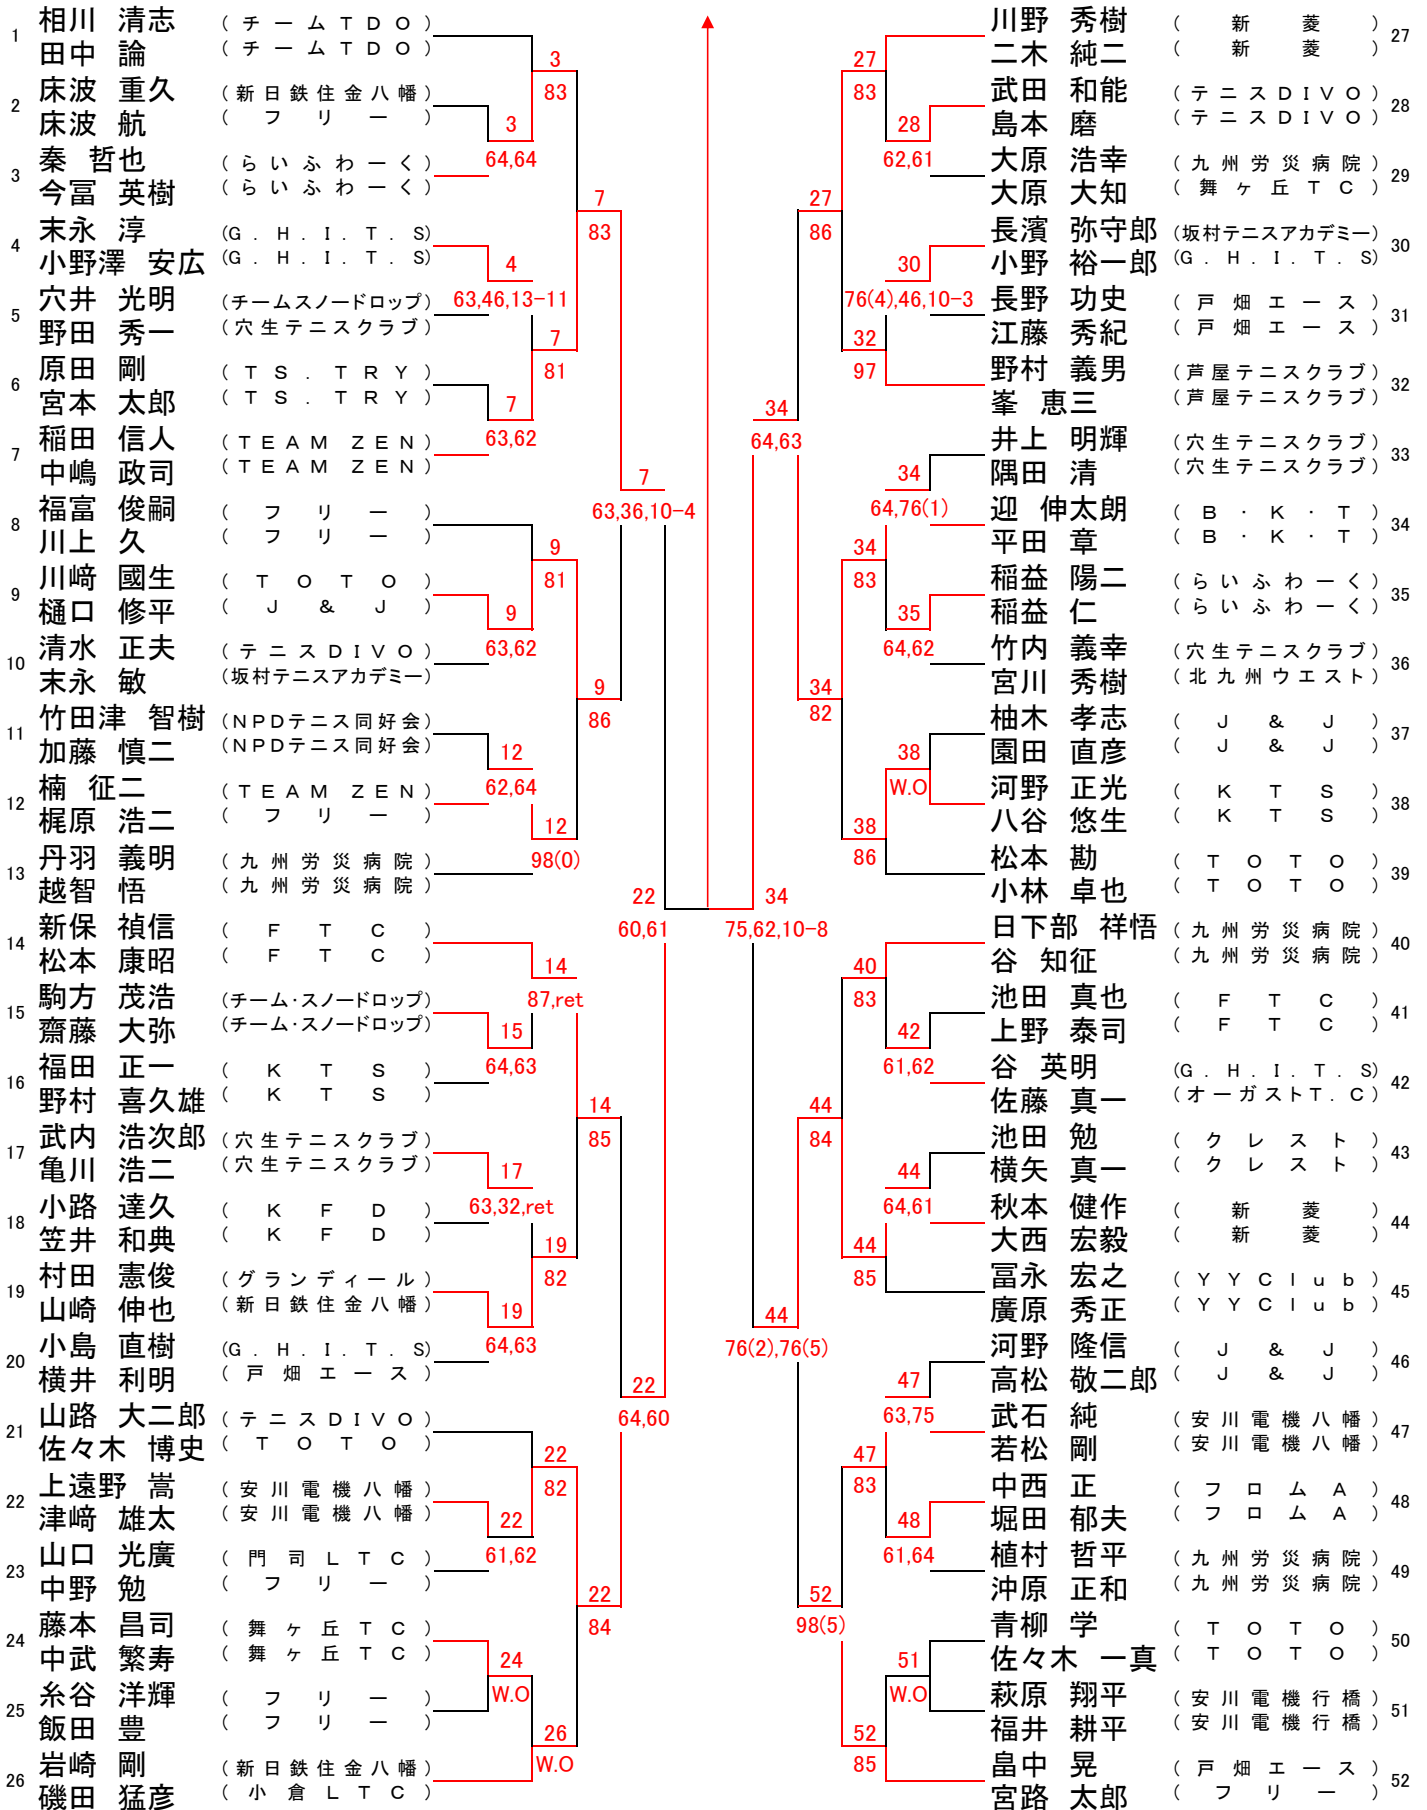 1 相川 清志 (チームTDO)
田中 論 (チームTDO)
2 床波 重久 (新日鉄住金八幡)
床波 航 (フリー)
3 秦 哲也 (らいふわーく)
今冨 英樹 (らいふわーく)
4 末永 淳 (G.H.I.T.S)
小野澤 安広 (G.H.I.T.S)
5 穴井 光明 (チームスノードロップ)
野田 秀一 (穴生テニスクラブ)
6 原田 剛 (TS.TRY)
宮本 太郎 (TS.TRY)
7 稲田 信人 (TEAM ZEN)
中嶋 政司 (TEAM ZEN)
8 福富 俊嗣 (フリー)
川上 久 (フリー)
9 川﨑 國生 (TOTO)
樋口 修平 (J&J)
10 清水 正夫 (テニスDIVO)
末永 敏 (坂村テニスアカデミー)
11 竹田津 智樹 (NPDテニス同好会)
加藤 慎二 (NPDテニス同好会)
12 楠 征二 (TEAM ZEN)
梶原 浩二 (フリー)
13 丹羽 義明 (九州労災病院)
越智 悟 (九州労災病院)
14 新保 禎信 (FTC)
松本 康昭 (FTC)
15 駒方 茂浩 (チーム・スノードロップ)
齋藤 大弥 (チーム・スノードロップ)
16 福田 正一 (KTS)
野村 喜久雄 (KTS)
17 武内 浩次郎 (穴生テニスクラブ)
亀川 浩二 (穴生テニスクラブ)
18 小路 達久 (KFD)
笠井 和典 (KFD)
19 村田 憲俊 (グランディール)
山崎 伸也 (新日鉄住金八幡)
20 小島 直樹 (G.H.I.T.S)
横井 利明 (戸畑エース)
21 山路 大二郎 (テニスDIVO)
佐々木 博史 (TOTO)
22 上遠野 嵩 (安川電機八幡)
津﨑 雄太 (安川電機八幡)
23 山口 光廣 (門司LTC)
中野 勉 (フリー)
24 藤本 昌司 (舞ヶ丘TC)
中武 繁寿 (舞ヶ丘TC)
25 糸谷 洋輝 (フリー)
飯田 豊 (フリー)
26 岩崎 剛 (新日鉄住金八幡)
磯田 猛彦 (小倉LTC)
3
83
3
64,64
7
83
4
63,46,13-11
7
81
7
63,62
7
63,36,10-4
9
81
9
63,62
9
86
12
62,64
12
98(0)
22
60,61
14
87,ret
15
64,63
14
85
17
63,32,ret
19
82
19
64,63
22
64,60
22
82
22
61,62
22
84
24
W.O
26
W.O
27
83
28
62,61
27
86
30
76(4),46,10-3
32
97
34
64,63
34
64,76(1)
34
83
35
64,62
34
82
38
W.O
38
86
34
75,62,10-8
40
83
42
61,62
44
84
44
64,61
44
85
44
76(2),76(5)
47
63,75
47
83
48
61,64
52
98(5)
51
W.O
52
85
川野 秀樹 (新菱) 27
二木 純二 (新菱)
武田 和能 (テニスDIVO) 28
島本 磨 (テニスDIVO)
大原 浩幸 (九州労災病院) 29
大原 大知 (舞ヶ丘TC)
長濱 弥守郎 (坂村テニスアカデミー) 30
小野 裕一郎 (G.H.I.T.S)
長野 功史 (戸畑エース) 31
江藤 秀紀 (戸畑エース)
野村 義男 (芦屋テニスクラブ) 32
峯 恵三 (芦屋テニスクラブ)
井上 明輝 (穴生テニスクラブ) 33
隅田 清 (穴生テニスクラブ)
迎 伸太朗 (B・K・T) 34
平田 章 (B・K・T)
稲益 陽二 (らいふわーく) 35
稲益 仁 (らいふわーく)
竹内 義幸 (穴生テニスクラブ) 36
宮川 秀樹 (北九州ウエスト)
柚木 孝志 (J&J) 37
園田 直彦 (J&J)
河野 正光 (KTS) 38
八谷 悠生 (KTS)
松本 勘 (TOTO) 39
小林 卓也 (TOTO)
日下部 祥悟 (九州労災病院) 40
谷 知征 (九州労災病院)
池田 真也 (FTC) 41
上野 泰司 (FTC)
谷 英明 (G.H.I.T.S) 42
佐藤 真一 (オーガストT.C)
池田 勉 (クレスト) 43
横矢 真一 (クレスト)
秋本 健作 (新菱) 44
大西 宏毅 (新菱)
冨永 宏之 (YYClub) 45
廣原 秀正 (YYClub)
河野 隆信 (J&J) 46
高松 敬二郎 (J&J)
武石 純 (安川電機八幡) 47
若松 剛 (安川電機八幡)
中西 正 (フロムA) 48
堀田 郁夫 (フロムA)
植村 哲平 (九州労災病院) 49
沖原 正和 (九州労災病院)
青柳 学 (TOTO) 50
佐々木 一真 (TOTO)
萩原 翔平 (安川電機行橋) 51
福井 耕平 (安川電機行橋)
畠中 晃 (戸畑エース) 52
宮路 太郎 (フリー)